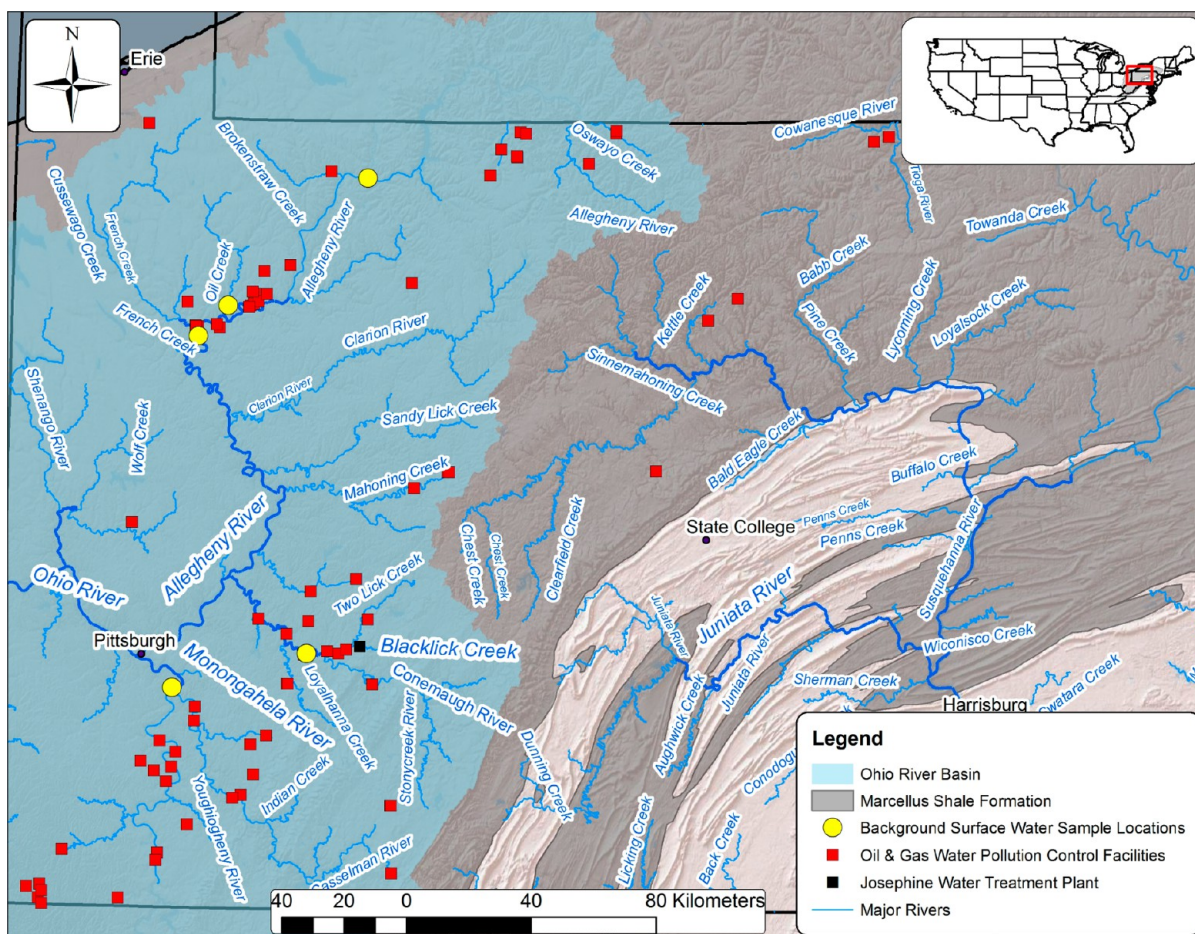 N
Erie
Cussewago Creek
French Creek
Brokenstraw Creek
Oil Creek
Allegheny River
Oswayo Creek
Allegheny River
Cowanesque River
Tioga River
Towanda Creek
Babb Creek
Pine Creek
Lycoming Creek
Loyalsock Creek
Kettle Creek
Sinnemahoning Creek
French Creek
Clarion River
Clarion River
Shenango River
Wolf Creek
Sandy Lick Creek
Mahoning Creek
Bald Eagle Creek
Buffalo Creek
State College
Penns Creek
Penns Creek
Chest Creek
Chest Creek
Clearfield Creek
Allegheny River
Ohio River
Pittsburgh
Two Lick Creek
Blacklick Creek
Monongahela River
Loyalhanna Creek
Conemaugh River
Stonycreek River
Juniata River
Juniata River
Juniata River
Susquehanna River
Wiconisco Creek
Sherman Creek
Swatara Creek
Harrisburg
Aughwick Creek
Dunning Creek
Indian Creek
Youghiogheny River
Casselman River
Licking Creek
Back Creek
Conodogu
40 20 0 40 80 Kilometers
Legend
Ohio River Basin
Marcellus Shale Formation
Background Surface Water Sample Locations
Oil & Gas Water Pollution Control Facilities
Josephine Water Treatment Plant
Major Rivers